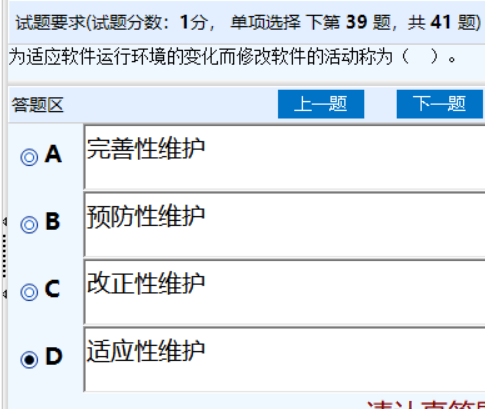 试题要求(试题分数：1分， 单项选择 下第 39 题，共 41 题)
为适应软件运行环境的变化而修改软件的活动称为（　）。
答题区 上一题 下一题
A 完善性维护
B 预防性维护
C 改正性维护
D 适应性维护